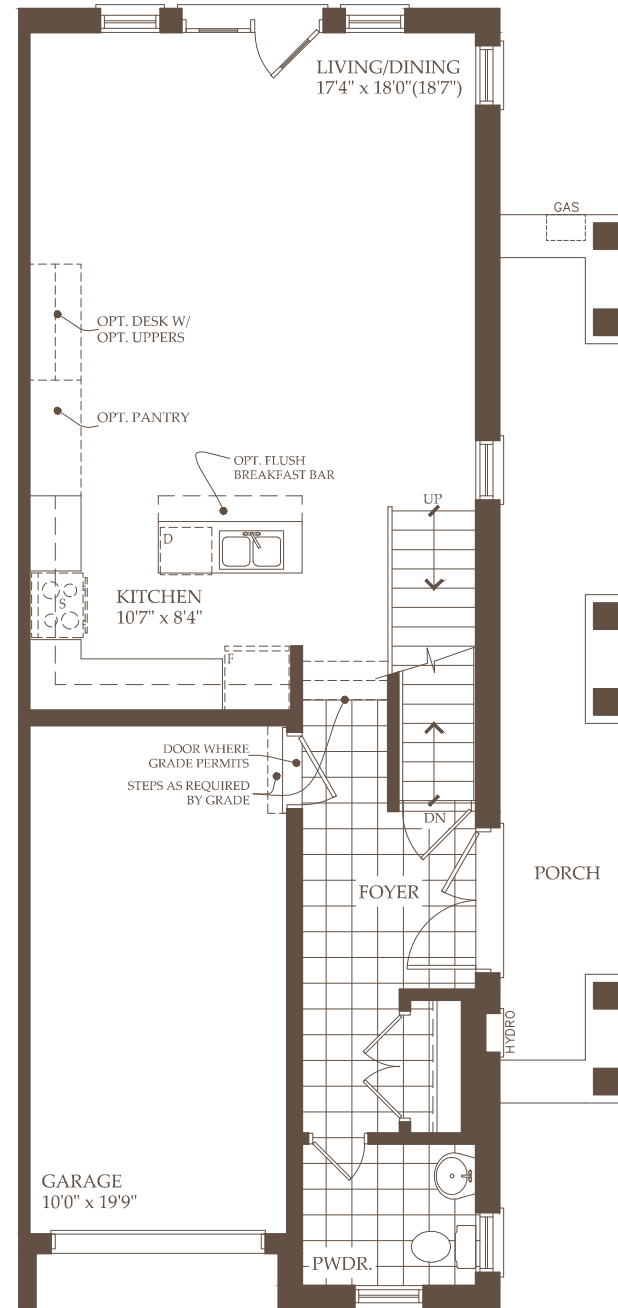 LIVING/DINING
17'4" x 18'0"(18'7")
GAS
OPT. DESK W/
OPT. UPPERS
OPT. PANTRY
OPT. FLUSH
BREAKFAST BAR
UP
D
S
KITCHEN
10'7" x 8'4"
F
DOOR WHERE
GRADE PERMITS
STEPS AS REQUIRED
BY GRADE
DN
FOYER
PORCH
HYDRO
GARAGE
10'0" x 19'9"
PWDR.